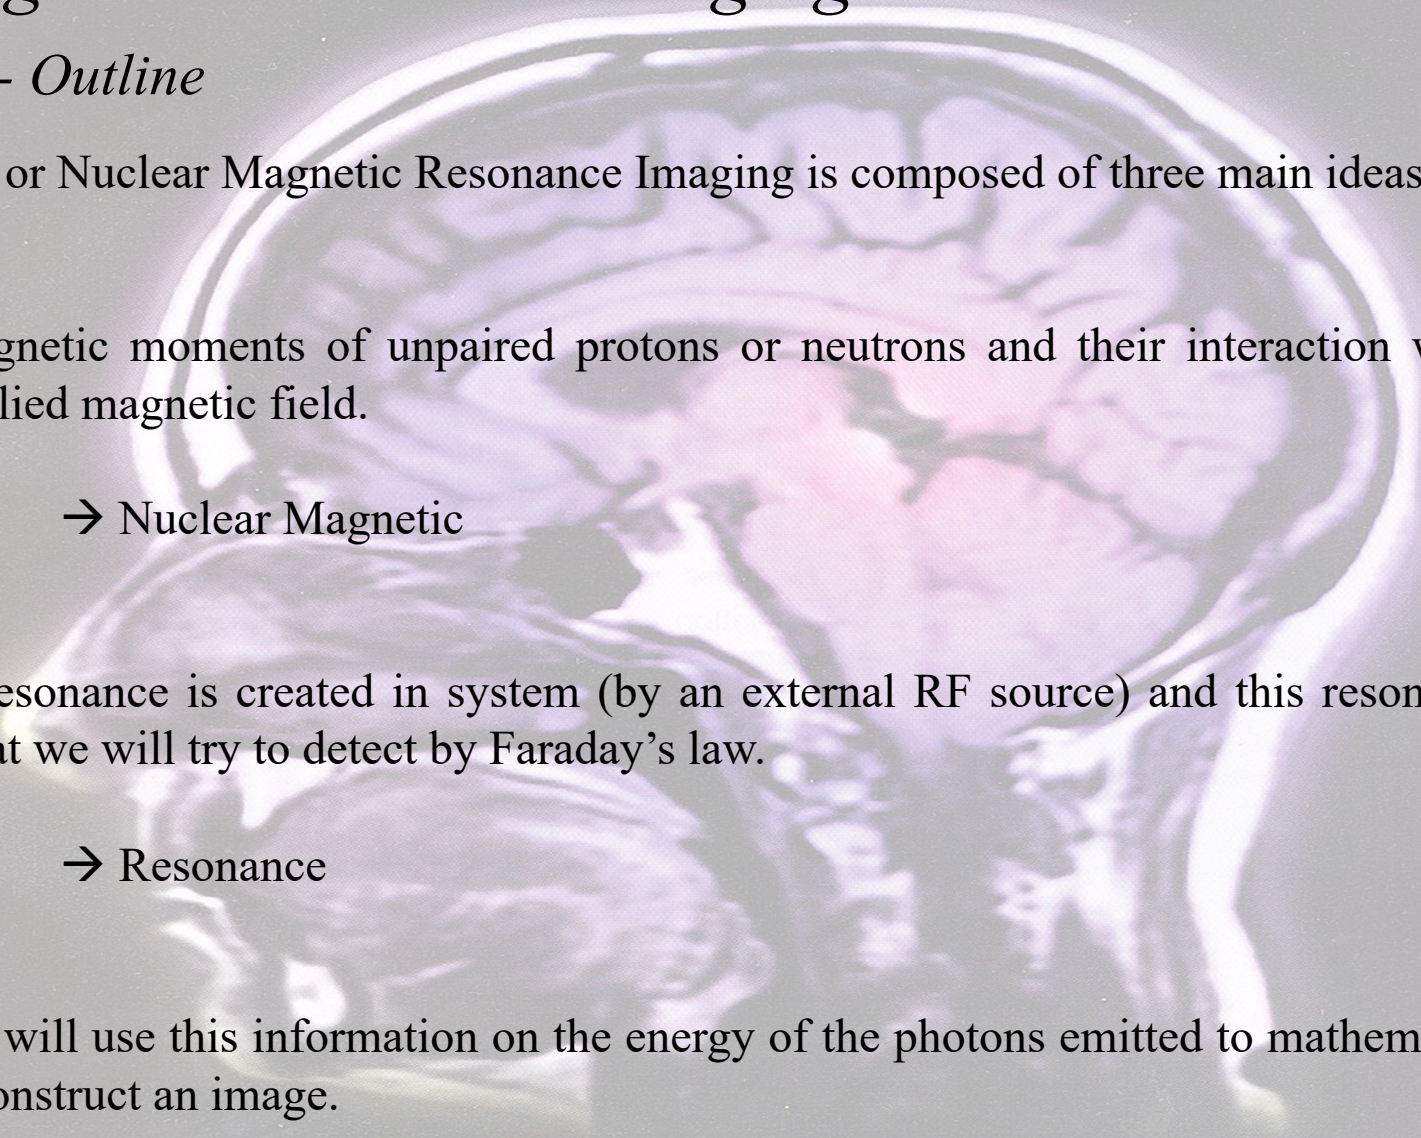 - Outline
or Nuclear Magnetic Resonance Imaging is composed of three main ideas
gnetic moments of unpaired protons or neutrons and their interaction
lied magnetic field.
→ Nuclear Magnetic
esonance is created in system (by an external RF source) and this reson
at we will try to detect by Faraday’s law.
→ Resonance
will use this information on the energy of the photons emitted to mathem
onstruct an image.